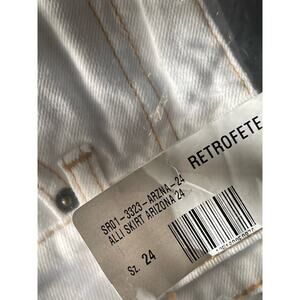 RETROFETE
SR01-3323-ARZNA-24
ALLI SKIRT ARIZONA 24
Sz. 24